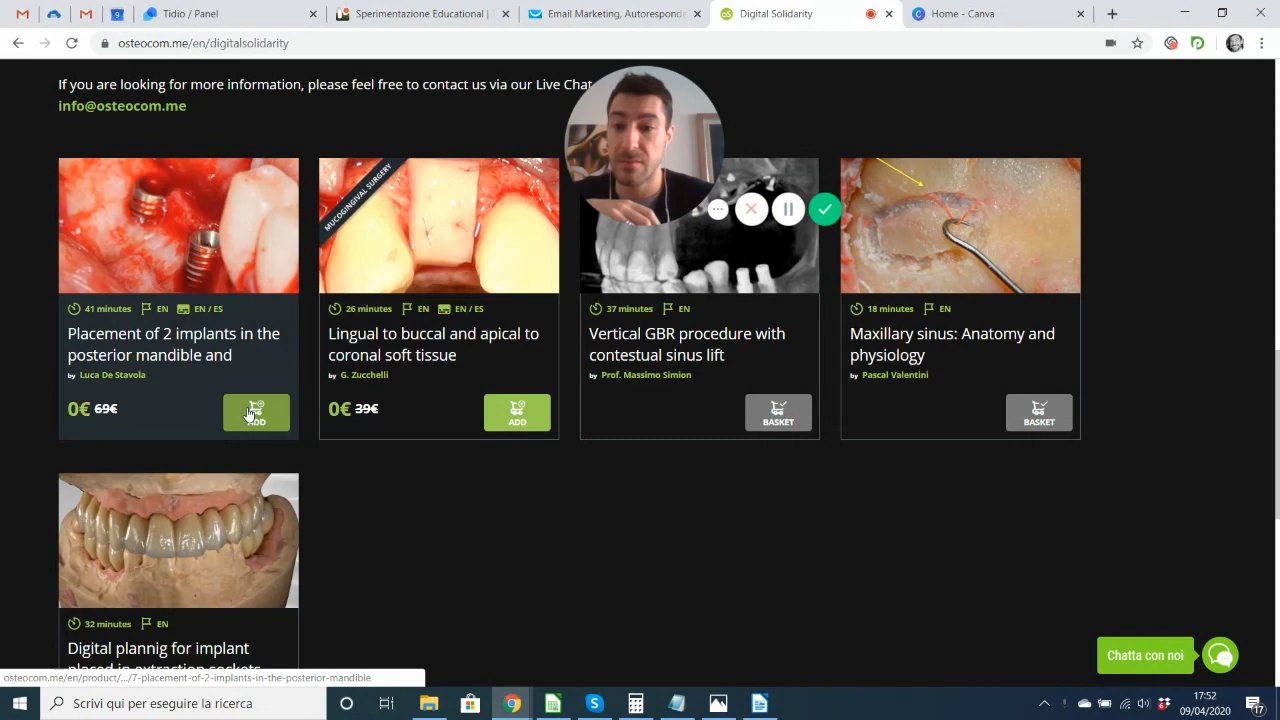 9
Tidio / Panel
Sperimentazione Educational | T
Email Marketing, Autoresponde
Digital Solidarity
Home - Canva
osteocom.me/en/digitalsolidarity
If you are looking for more information, please feel free to contact us via our Live Chat
info@osteocom.me
MUCOGINGIVAL SURGERY
41 minutes EN EN / ES
Placement of 2 implants in the
posterior mandible and
by Luca De Stavola
0€ 69€
ADD
26 minutes EN EN / ES
Lingual to buccal and apical to
coronal soft tissue
by G. Zucchelli
0€ 39€
ADD
37 minutes EN
Vertical GBR procedure with
contestual sinus lift
by Prof. Massimo Simion
BASKET
18 minutes EN
Maxillary sinus: Anatomy and
physiology
by Pascal Valentini
BASKET
32 minutes EN
Digital plannig for implant
placed in extraction sockets
Chatta con noi
osteocom.me/en/product/.../7-placement-of-2-implants-in-the-posterior-mandible
Scrivi qui per eseguire la ricerca
17:52
09/04/2020
17